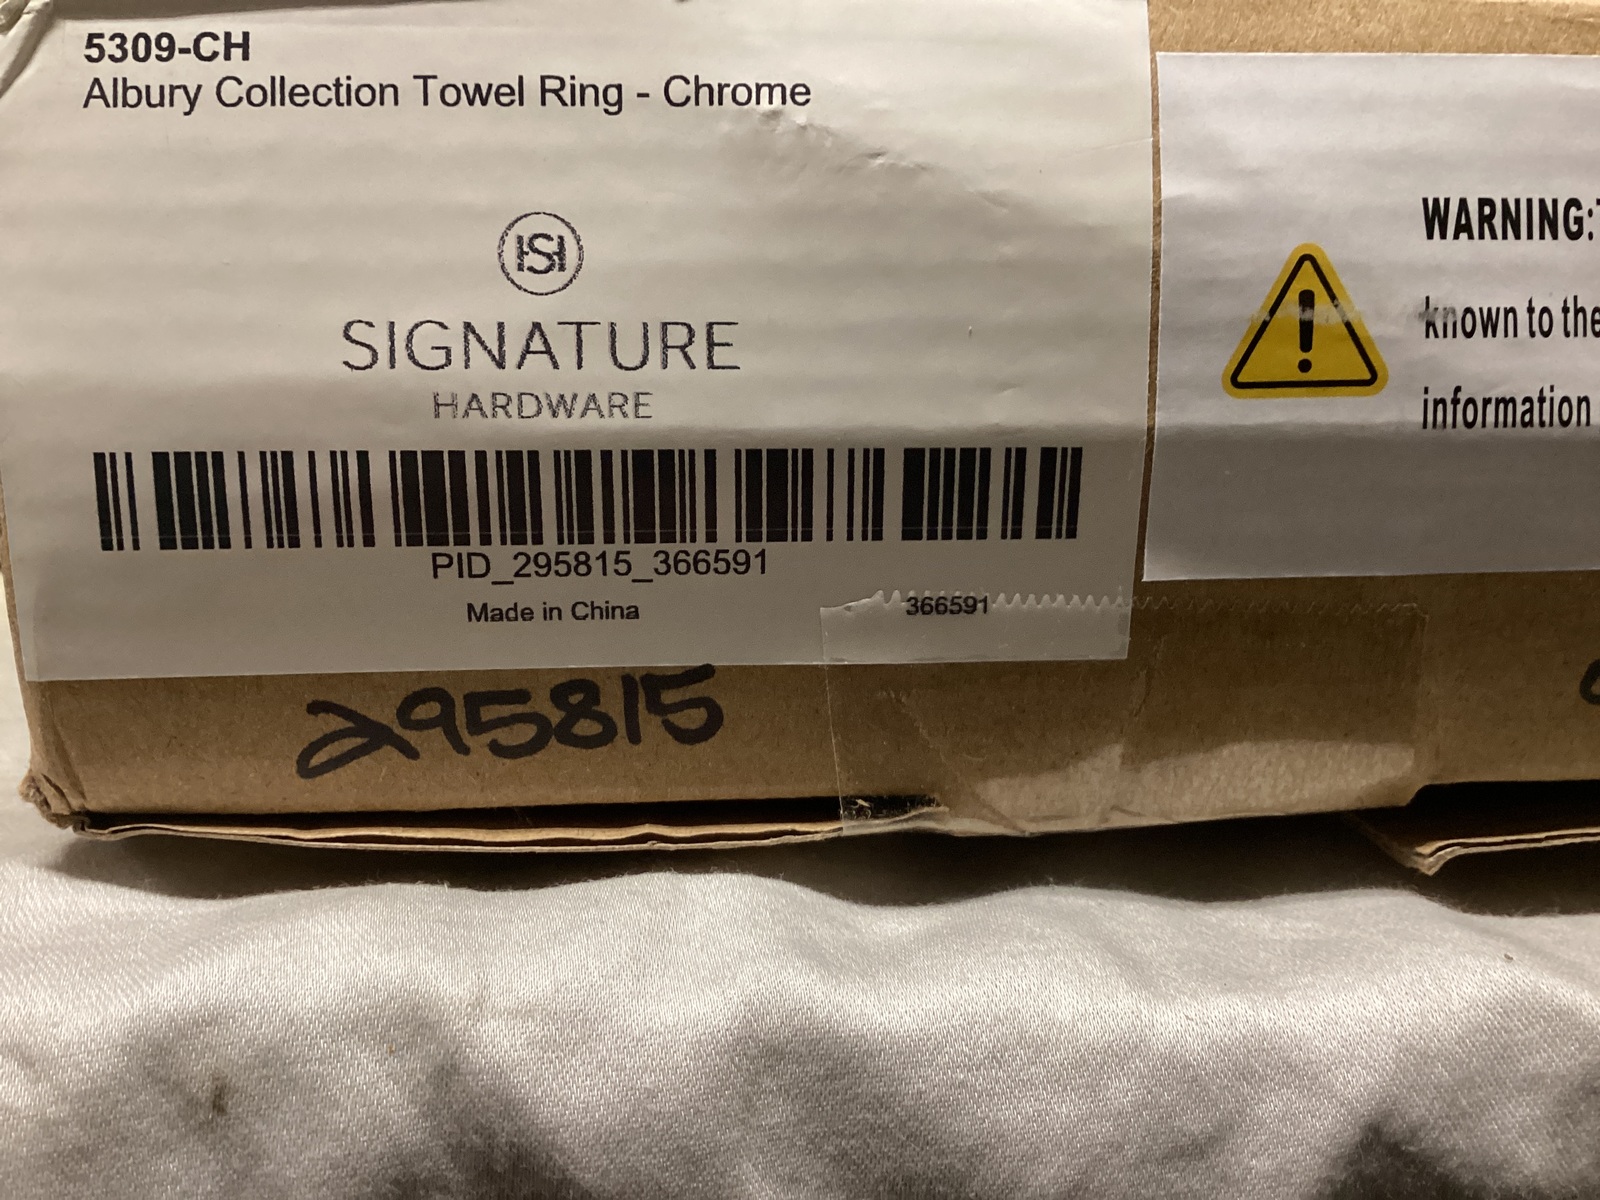 5309-CH
Albury Collection Towel Ring - Chrome
SH
SIGNATURE
HARDWARE
PID_295815_366591
Made in China
366591
295815
WARNING:
known to the
information